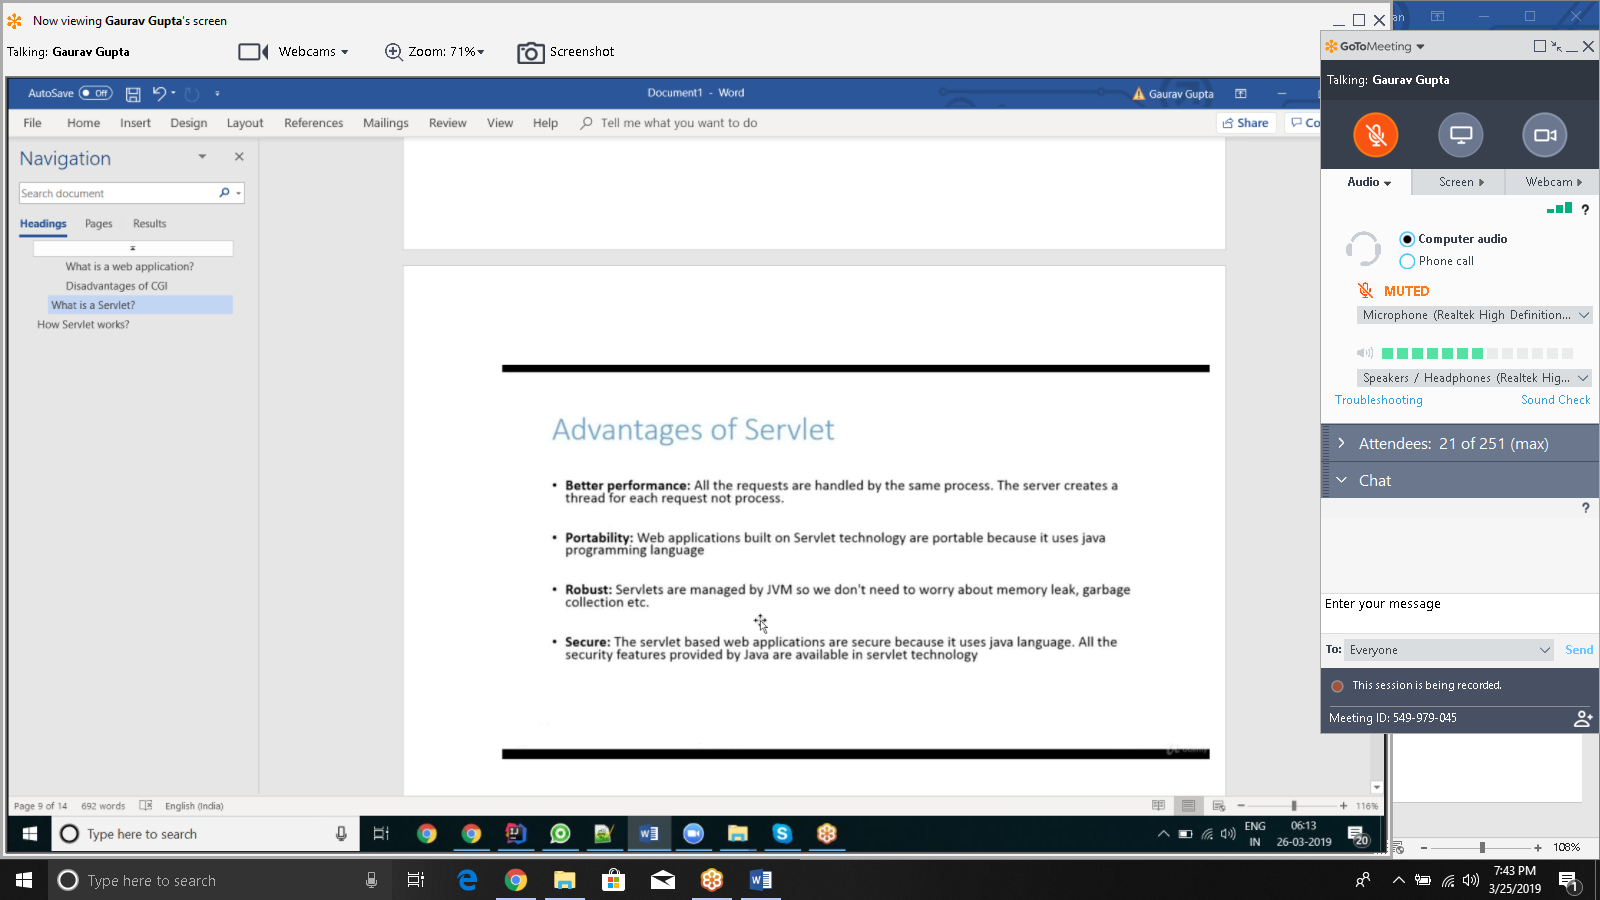 Now viewing Gaurav Gupta's screen
Talking: Gaurav Gupta
Webcams
Zoom: 71%
Screenshot
AutoSave Off
Document1 - Word
Gaurav Gupta
File Home Insert Design Layout References Mailings Review View Help Tell me what you want to do
Share
Co
Navigation
Search document
Headings Pages Results
What is a web application?
Disadvantages of CGI
What is a Servlet?
How Servlet works?
Advantages of Servlet
• Better performance: All the requests are handled by the same process. The server creates a
thread for each request not process.
• Portability: Web applications built on Servlet technology are portable because it uses java
programming language
• Robust: Servlets are managed by JVM so we don't need to worry about memory leak, garbage
collection etc.
• Secure: The servlet based web applications are secure because it uses java language. All the
security features provided by Java are available in servlet technology
Page 9 of 14 692 words English (India)
116%
Type here to search
ENG
IN
06:13
26-03-2019
20
an
GoToMeeting
Talking: Gaurav Gupta
Audio Screen Webcam
?
Computer audio
Phone call
MUTED
Microphone (Realtek High Definition...
Speakers / Headphones (Realtek Hig...
Troubleshooting Sound Check
Attendees: 21 of 251 (max)
Chat
?
Enter your message
To: Everyone Send
This session is being recorded.
Meeting ID: 549-979-045
108%
Type here to search
7:43 PM
3/25/2019
1